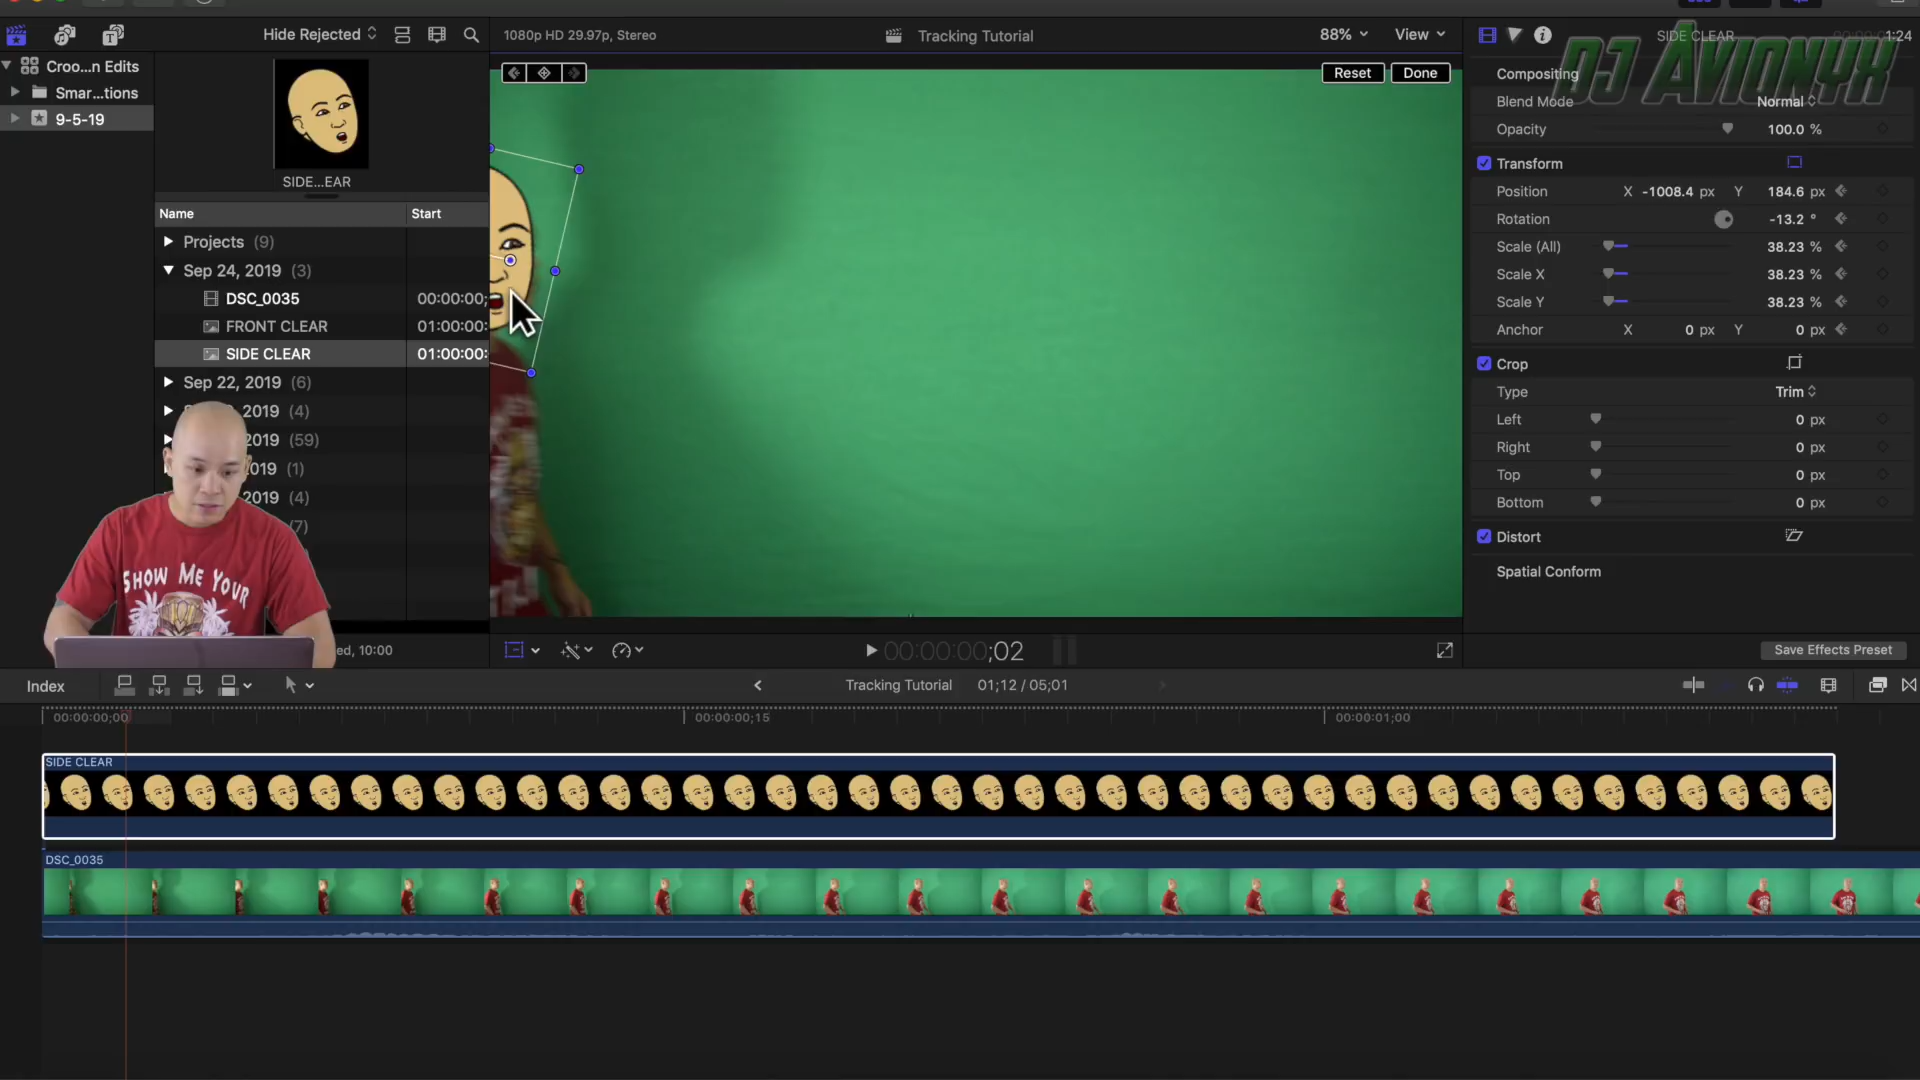 Hide Rejected
1080p HD 29.97p, Stereo
Tracking Tutorial
88%
View
SIDE CLEAR
1:24
DJ AVIONYX
Croo...n Edits
Smar...tions
9-5-19
SIDE...EAR
Name
Start
Projects (9)
Sep 24, 2019 (3)
DSC_0035
00:00:00;
FRONT CLEAR
01:00:00:
SIDE CLEAR
01:00:00:
Sep 22, 2019 (6)
2019 (4)
2019 (59)
2019 (1)
2019 (4)
(7)
ed, 10:00
SHOW ME YOUR
Reset
Done
Compositing
Blend Mode
Normal
Opacity
100.0 %
Transform
Position X -1008.4 px Y 184.6 px
Rotation -13.2 °
Scale (All) 38.23 %
Scale X 38.23 %
Scale Y 38.23 %
Anchor X 0 px Y 0 px
Crop
Type Trim
Left 0 px
Right 0 px
Top 0 px
Bottom 0 px
Distort
Spatial Conform
Save Effects Preset
00:00:00;02
Index
Tracking Tutorial
01;12 / 05;01
00:00:00;00
00:00:00;15
00:00:01;00
SIDE CLEAR
DSC_0035